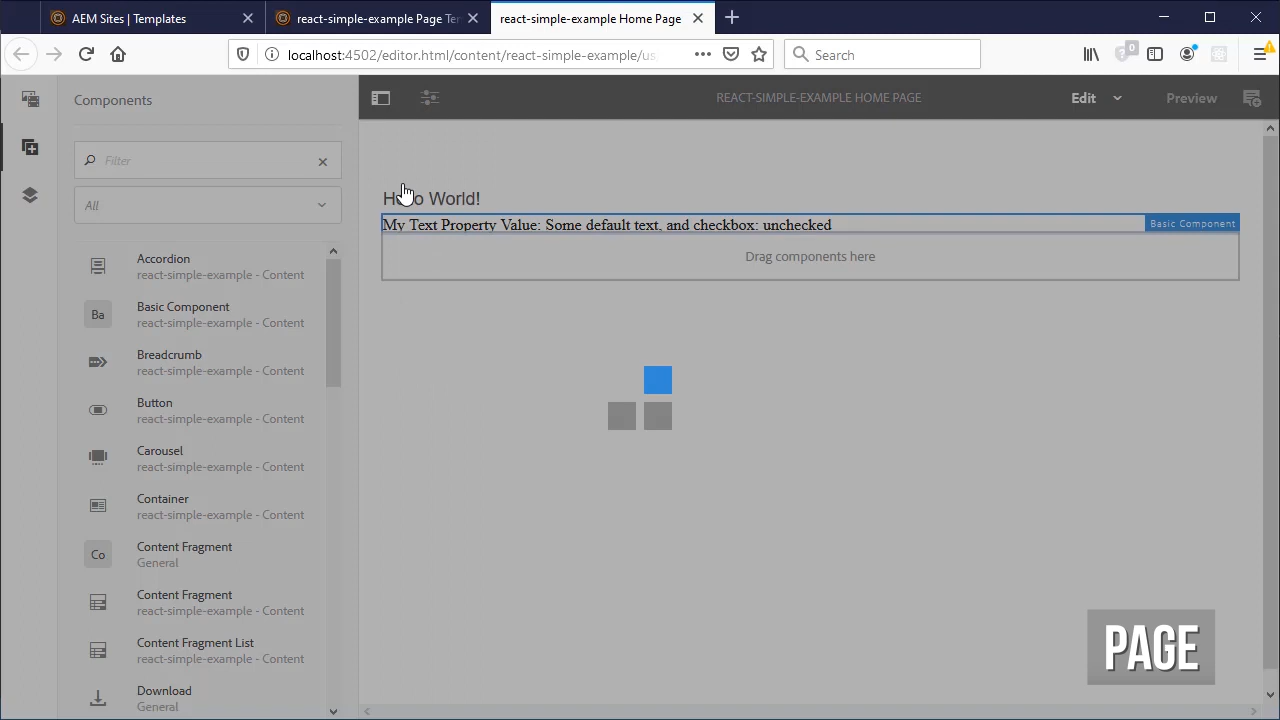 AEM Sites | Templates
react-simple-example Page Ter
react-simple-example Home Page
localhost:4502/editor.html/content/react-simple-example/us
Search
0
Components
REACT-SIMPLE-EXAMPLE HOME PAGE
Edit
Preview
Filter
All
Hello World!
My Text Property Value: Some default text, and checkbox: unchecked
Basic Component
Drag components here
Accordion
react-simple-example - Content
Ba
Basic Component
react-simple-example - Content
Breadcrumb
react-simple-example - Content
Button
react-simple-example - Content
Carousel
react-simple-example - Content
Container
react-simple-example - Content
Co
Content Fragment
General
Content Fragment
react-simple-example - Content
Content Fragment List
react-simple-example - Content
Download
General
PAGE